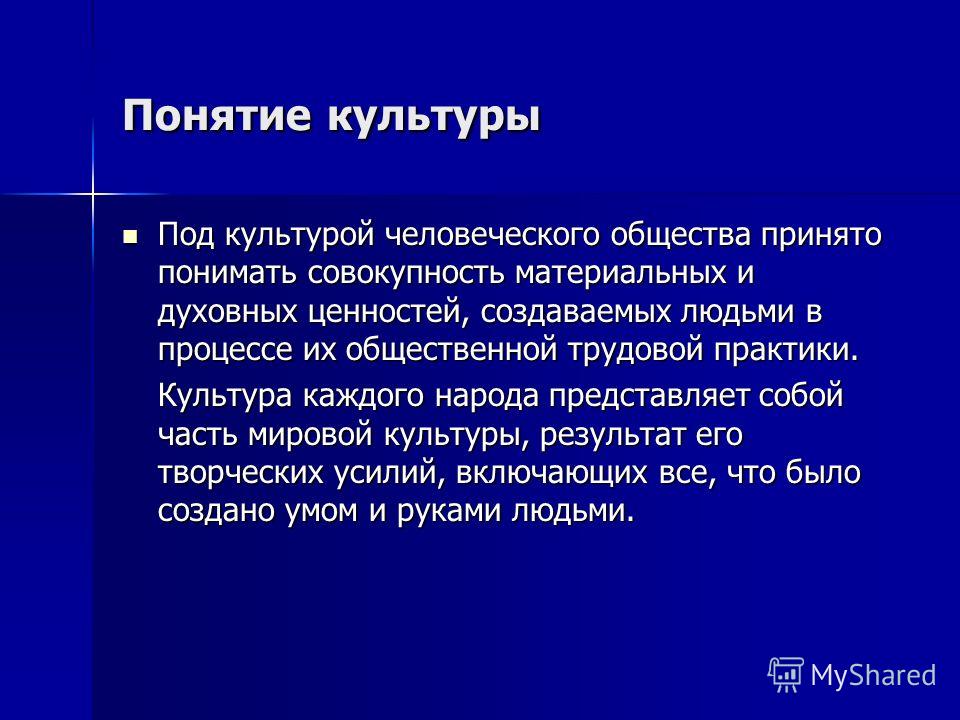 Понятие культуры
Под культурой человеческого общества принято
понимать совокупность материальных и
духовных ценностей, создаваемых людьми в
процессе их общественной трудовой практики.
Культура каждого народа представляет собой
часть мировой культуры, результат его
творческих усилий, включающих все, что было
создано умом и руками людьми.
MyShared